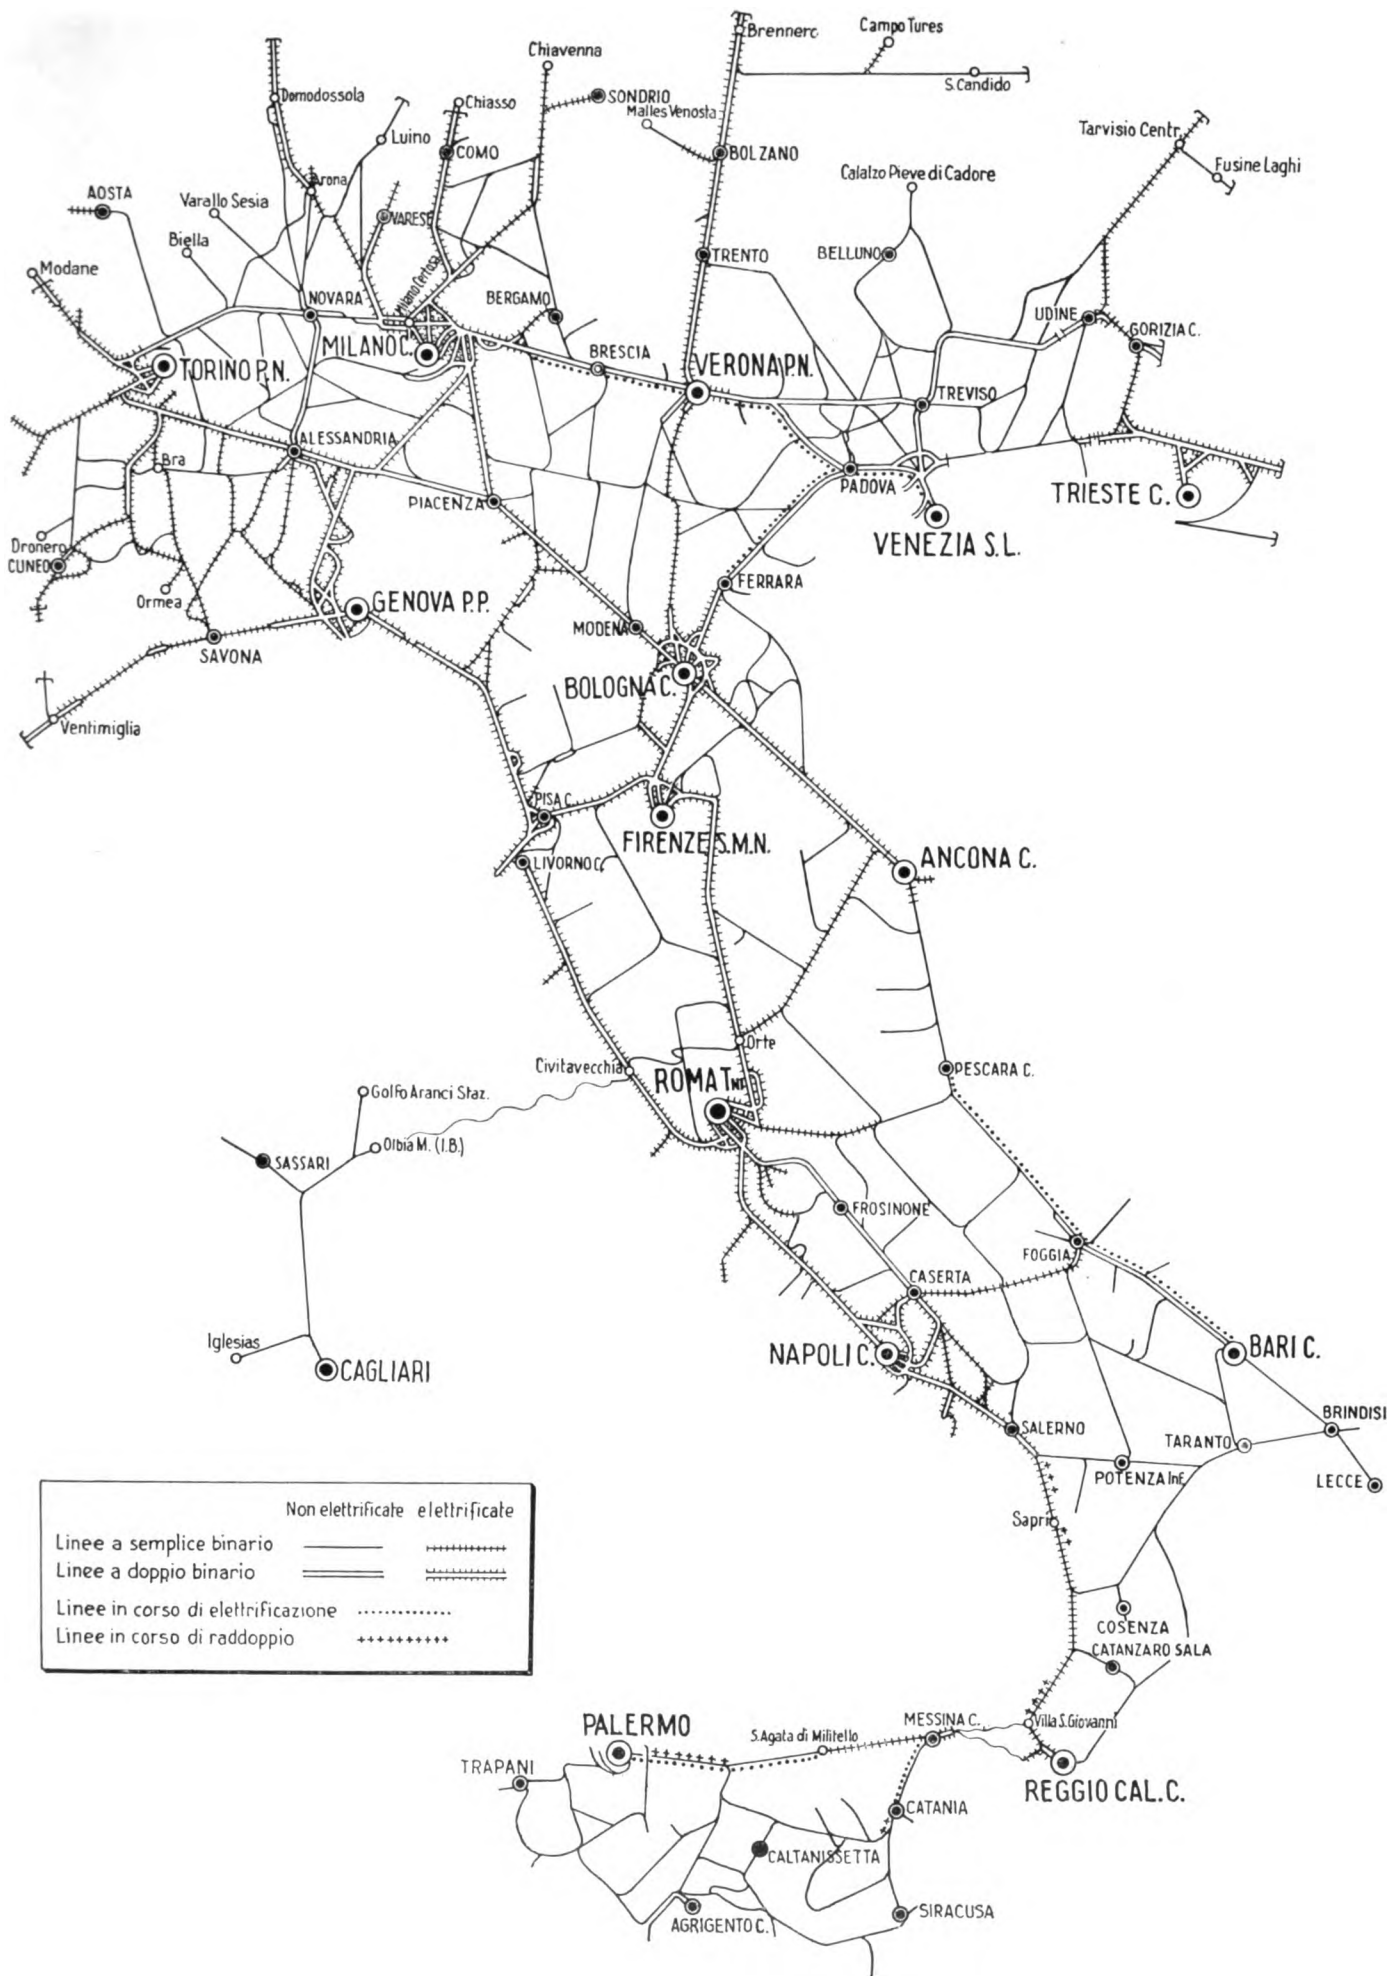 Brennero
Campo Tures
S. Candido
Chiavenna
SONDRIO
Malles Venosta
Domodossola
Chiasso
Luino
COMO
BOLZANO
Tarvisio Centr.
Fusine Laghi
Calalzo Pieve di Cadore
AOSTA
Varallo Sesia
Arona
VARESE
Biella
TRENTO
BELLUNO
Modane
NOVARA
Milano Certosa
BERGAMO
UDINE
GORIZIA C.
MILANO C.
BRESCIA
VERONA P.N.
TORINO P.N.
TREVISO
ALESSANDRIA
Bra
PADOVA
TRIESTE C.
PIACENZA
VENEZIA S.L.
Dronero
CUNEO
Ormea
GENOVA P.P.
FERRARA
MODENA
SAVONA
BOLOGNA C.
Ventimiglia
PISA C.
FIRENZE S.M.N.
LIVORNO C.
ANCONA C.
Orte
Civitavecchia
PESCARA C.
ROMA TNI.
Golfo Aranci Staz.
Olbia M. (I.B.)
SASSARI
FROSINONE
FOGGIA
CASERTA
Iglesias
CAGLIARI
NAPOLI C.
BARI C.
BRINDISI
SALERNO
TARANTO
POTENZA Inf.
LECCE
Sapri
Non elettrificate elettrificate
Linee a semplice binario
Linee a doppio binario
Linee in corso di elettrificazione
Linee in corso di raddoppio
COSENZA
CATANZARO SALA
Villa S. Giovanni
MESSINA C.
S. Agata di Militello
PALERMO
TRAPANI
REGGIO CAL. C.
CATANIA
CALTANISSETTA
SIRACUSA
AGRIGENTO C.